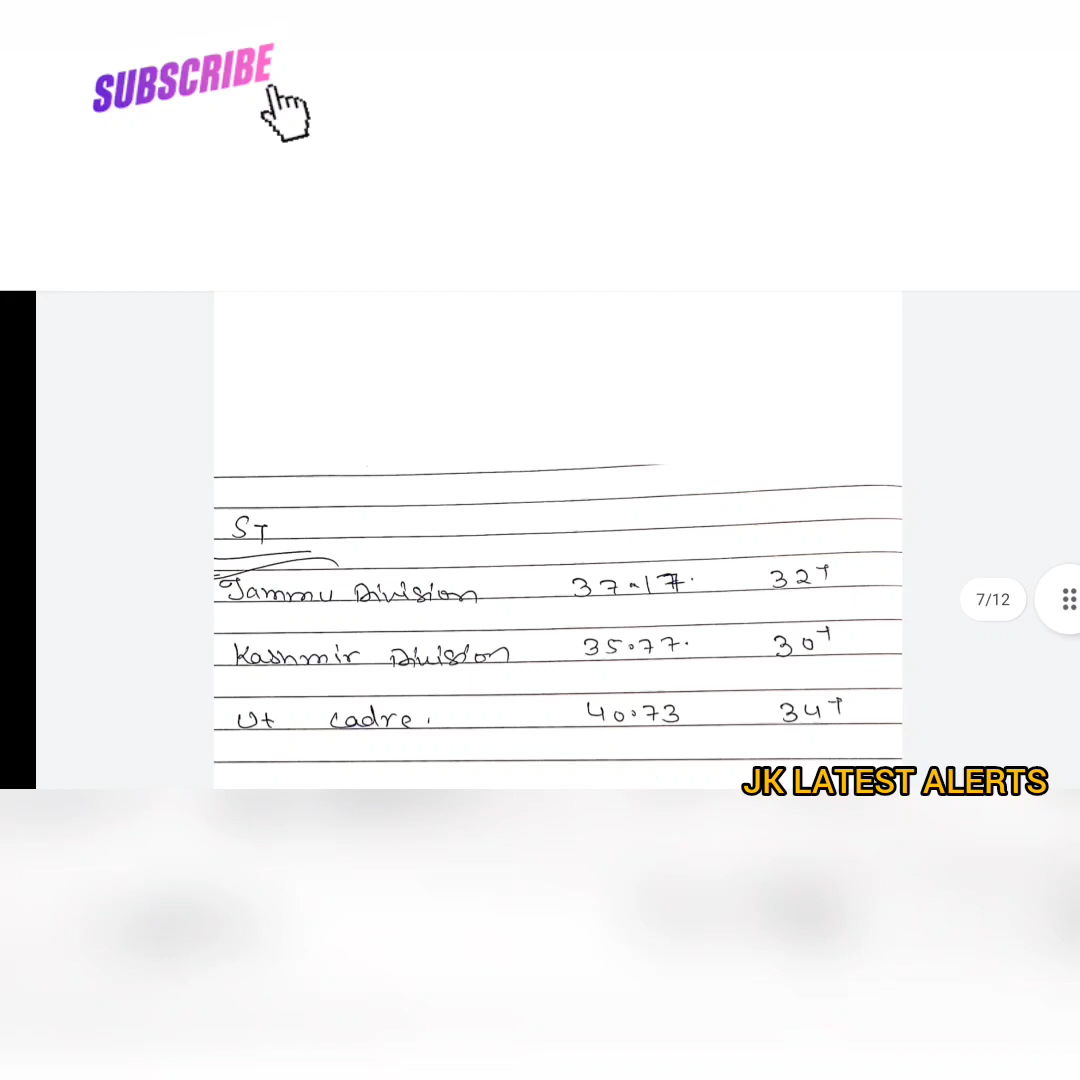 SUBSCRIBE
ST
Jammu Division 37.17. 32+
7/12
Kashmir Division 35.77. 30+
Ut cadre. 40.73 34+
JK LATEST ALERTS